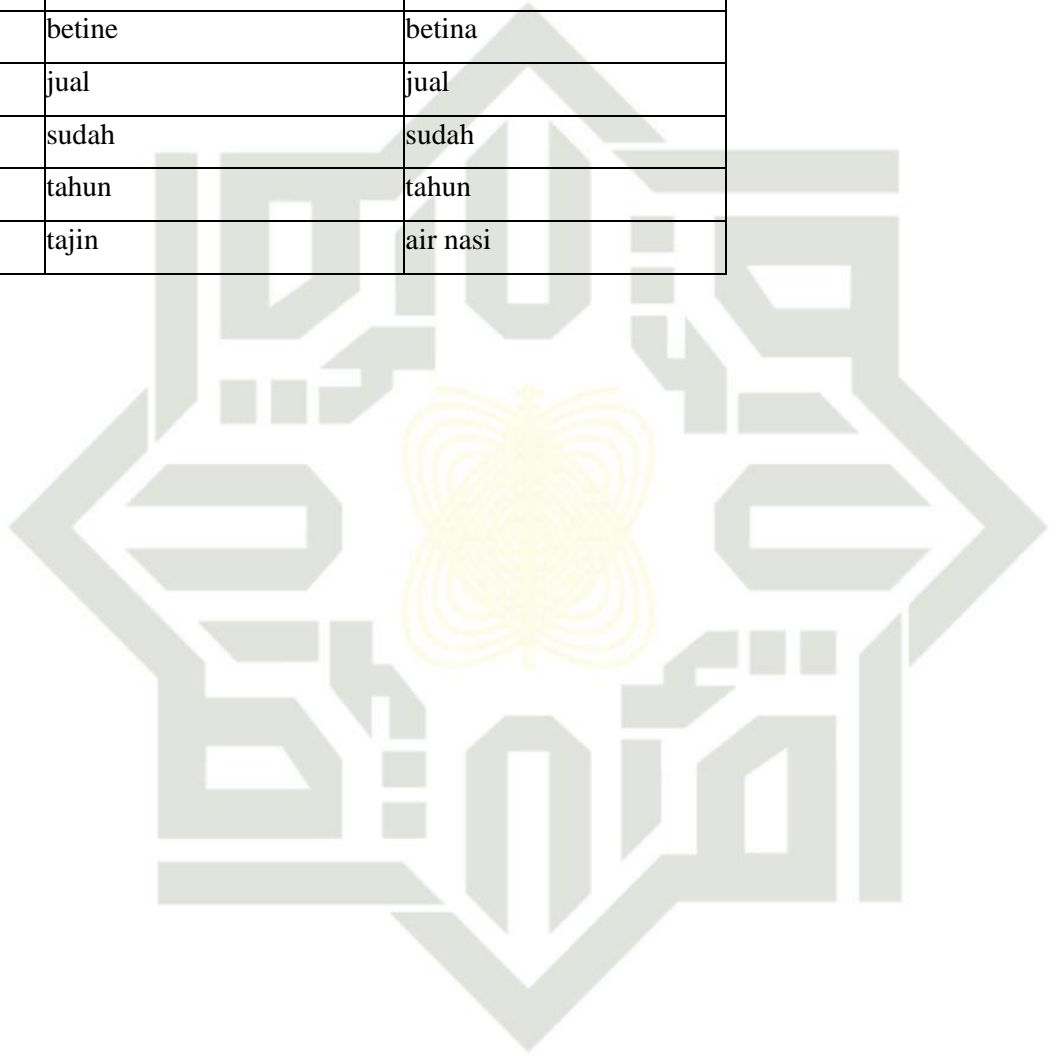 betine betina
jual jual
sudah sudah
tahun tahun
tajin air nasi